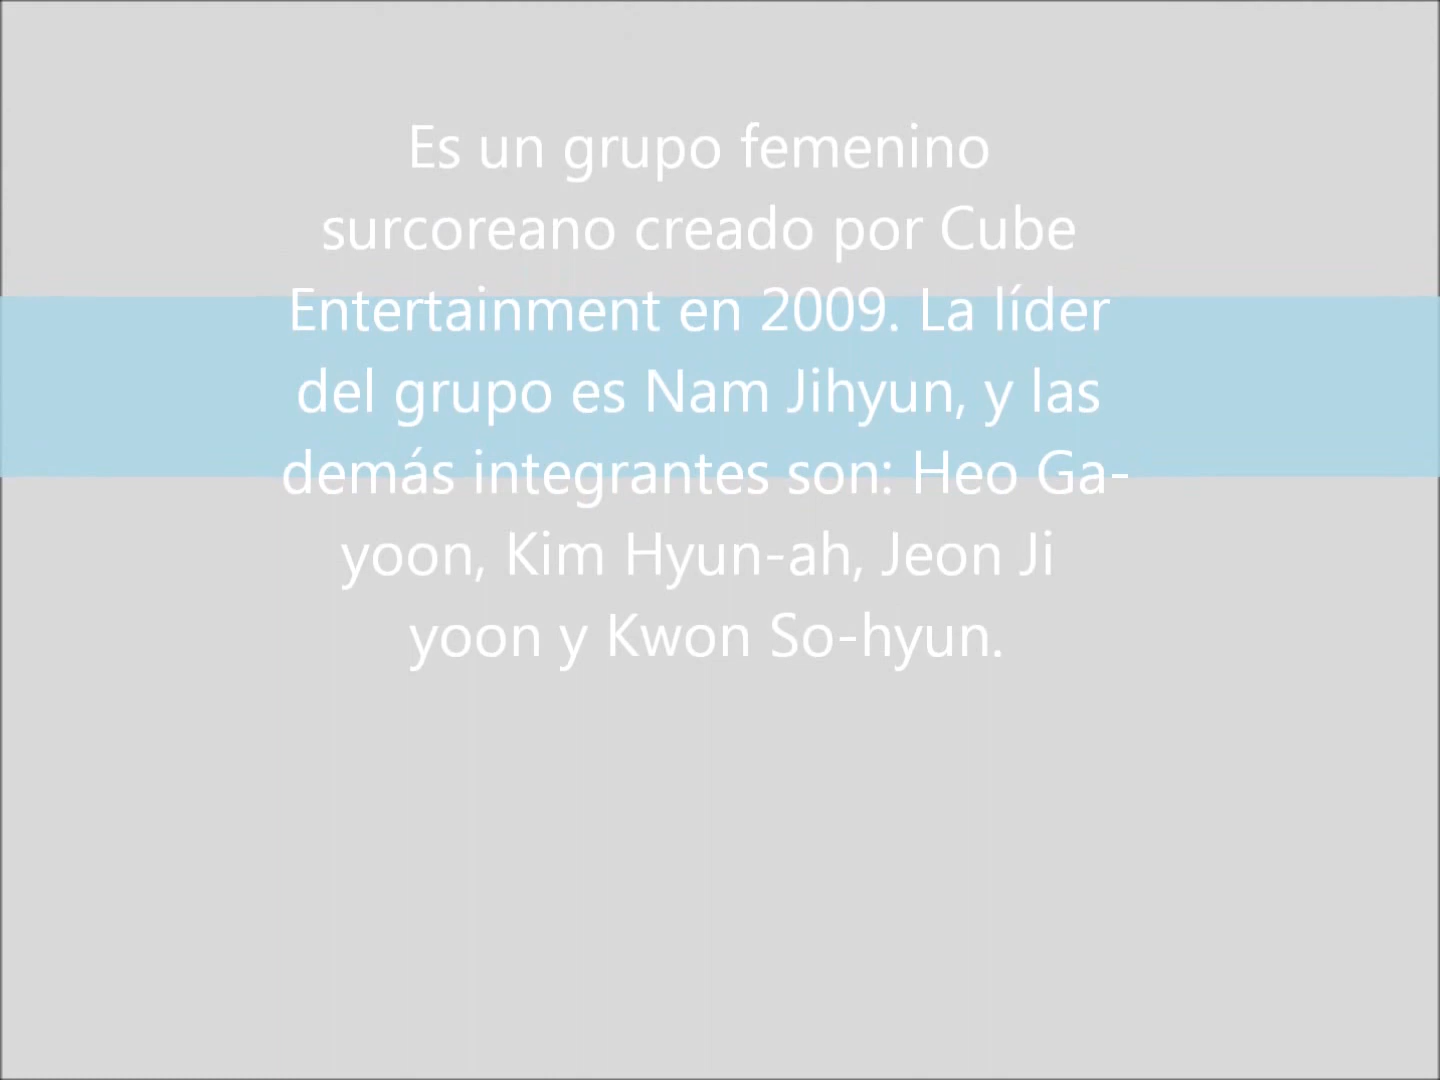 Es un grupo femenino
surcoreano creado por Cube
Entertainment en 2009. La líder
del grupo es Nam Jihyun, y las
demás integrantes son: Heo Ga-
yoon, Kim Hyun-ah, Jeon Ji
yoon y Kwon So-hyun.